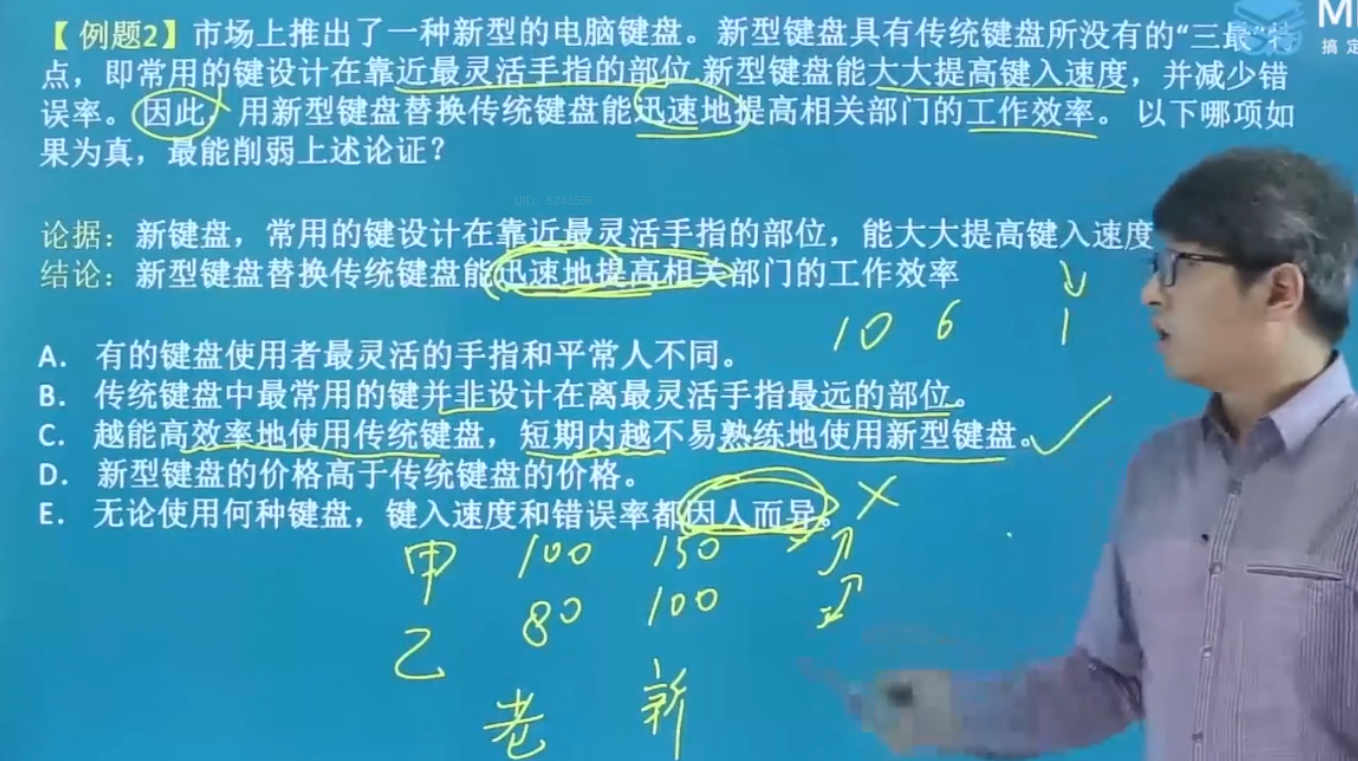 【例题2】市场上推出了一种新型的电脑键盘。新型键盘具有传统键盘所没有的“三最”特
点，即常用的键设计在靠近最灵活手指的部位,新型键盘能大大提高键入速度，并减少错
误率。因此，用新型键盘替换传统键盘能迅速地提高相关部门的工作效率。以下哪项如
果为真，最能削弱上述论证？
UID: 5243556
论据：新键盘，常用的键设计在靠近最灵活手指的部位，能大大提高键入速度
结论：新型键盘替换传统键盘能迅速地提高相关部门的工作效率
10 6 1
A. 有的键盘使用者最灵活的手指和平常人不同。
B. 传统键盘中最常用的键并非设计在离最灵活手指最远的部位。
C. 越能高效率地使用传统键盘，短期内越不易熟练地使用新型键盘。
D. 新型键盘的价格高于传统键盘的价格。
E. 无论使用何种键盘，键入速度和错误率都因人而异。
甲 100 150
乙 80 100
老 新
搞定